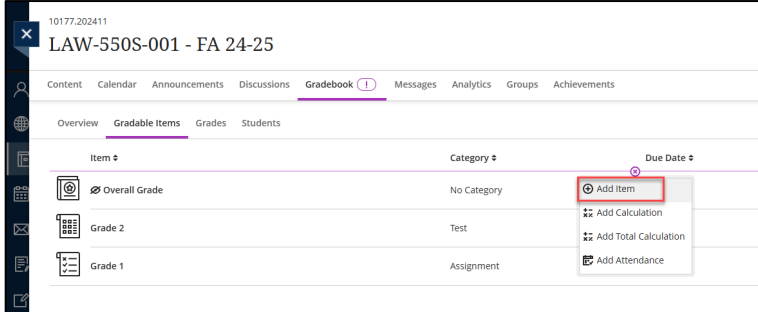 10177.202411
LAW-550S-001 - FA 24-25
Content Calendar Announcements Discussions Gradebook ! Messages Analytics Groups Achievements
Overview Gradable Items Grades Students
Item Category Due Date
Overall Grade No Category
Add Item
Add Calculation
Grade 2 Test
Add Total Calculation
Add Attendance
Grade 1 Assignment